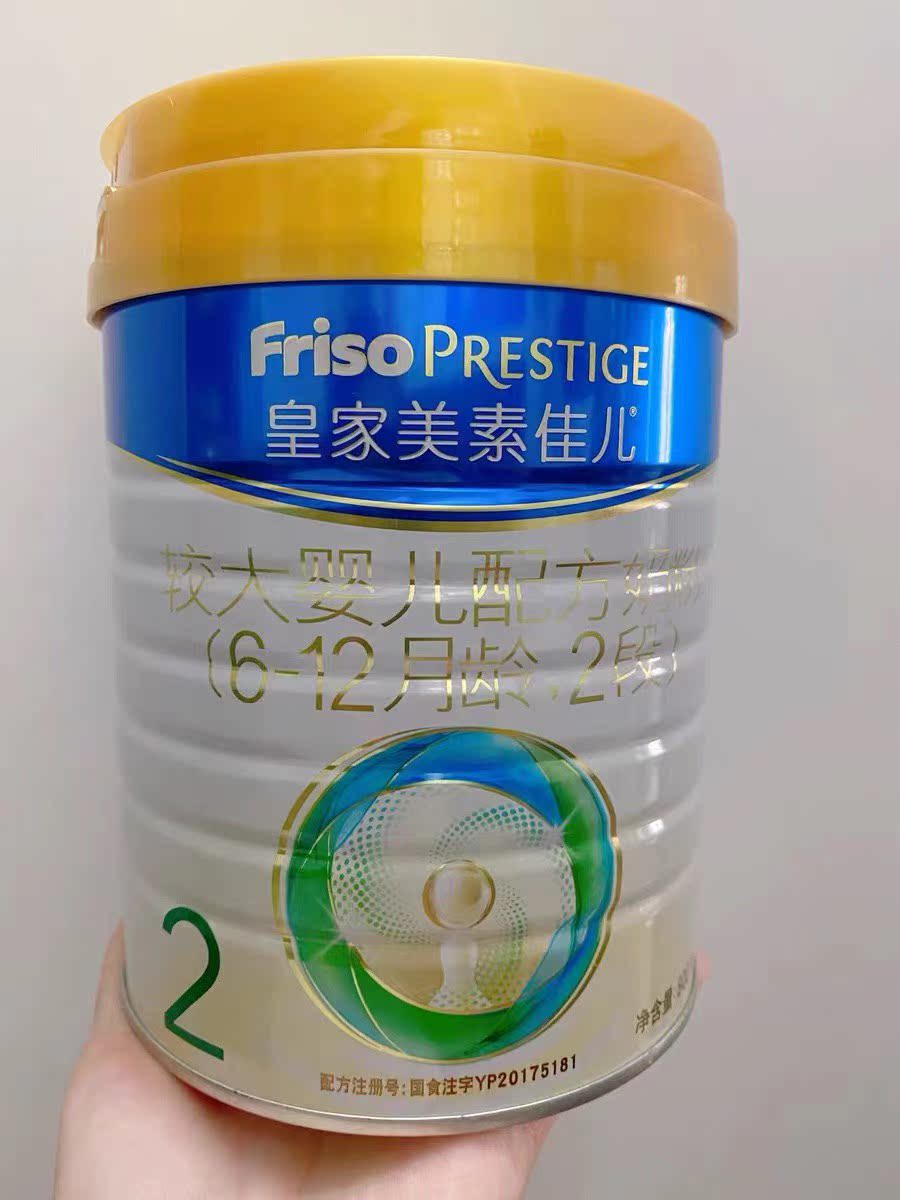 Friso PRESTIGE
皇家美素佳儿®
较大婴儿配方奶粉
(6-12月龄,2段)
2
净含量:
配方注册号:国食注字YP20175181